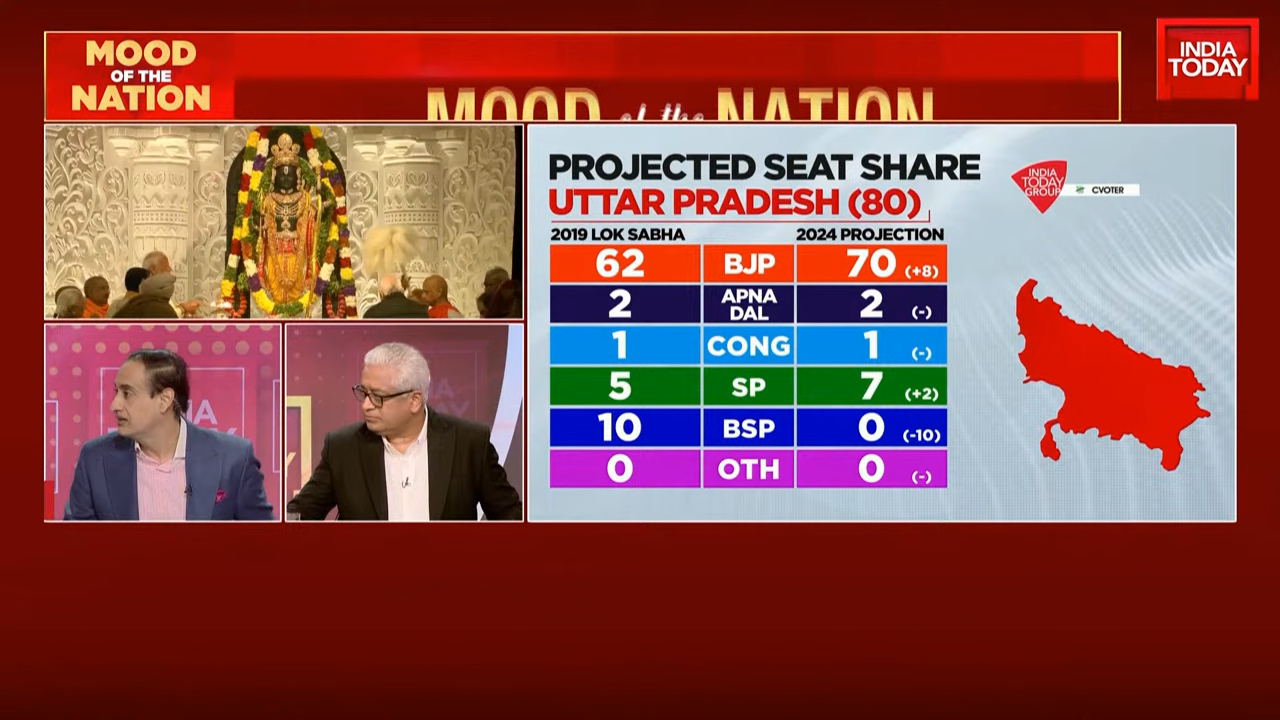 MOOD
OF THE
NATION
MOOD of the NATION
INDIA
TODAY
PROJECTED SEAT SHARE
UTTAR PRADESH (80)
INDIA
TODAY
GROUP
CVOTER
2019 LOK SABHA
2024 PROJECTION
62 BJP 70 (+8)
2 APNA DAL 2 (-)
1 CONG 1 (-)
5 SP 7 (+2)
10 BSP 0 (-10)
0 OTH 0 (-)